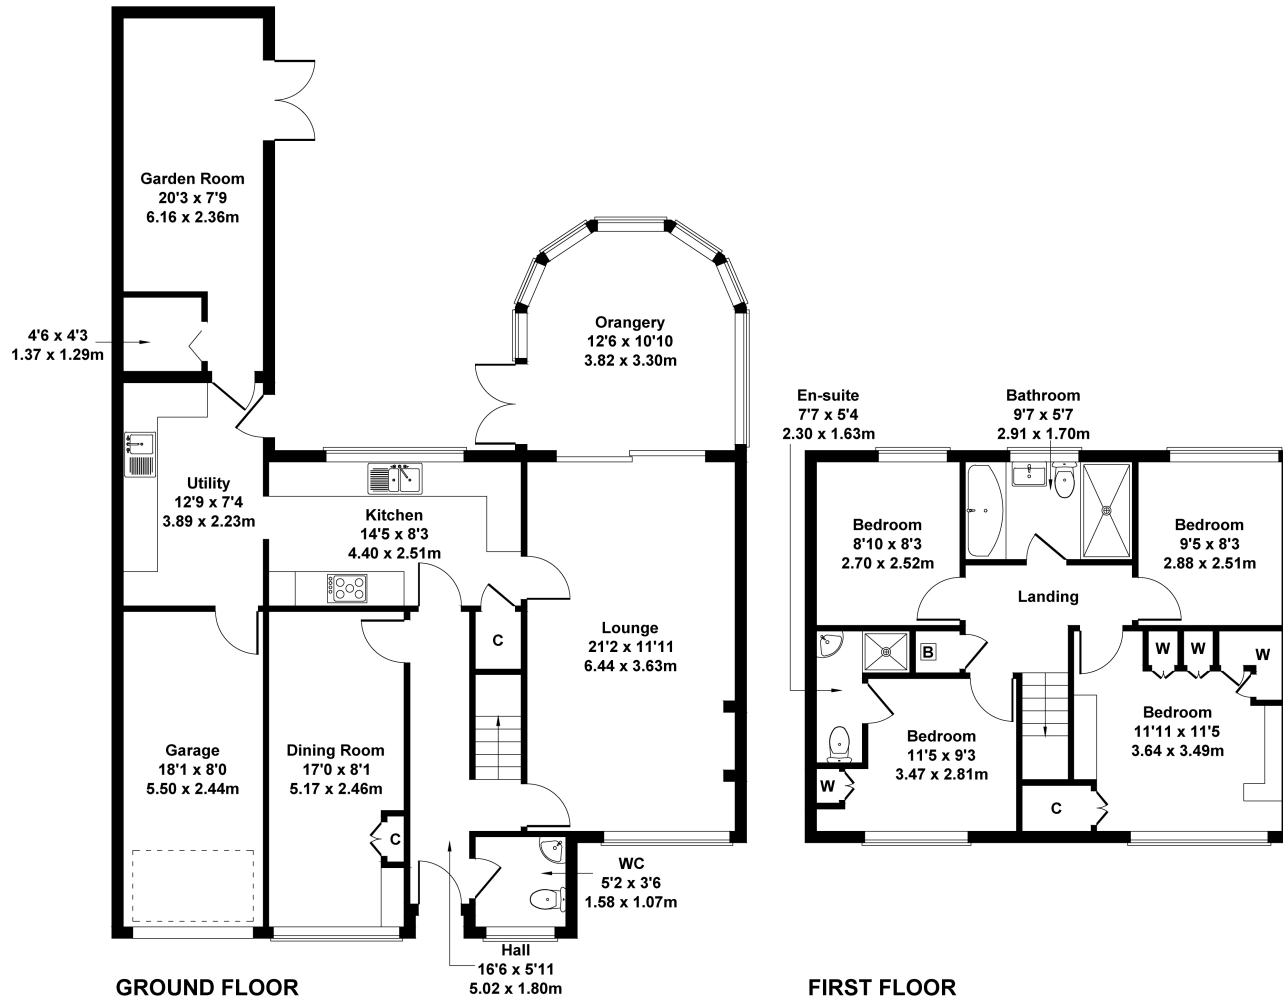 Garden Room
20'3 x 7'9
6.16 x 2.36m
4'6 x 4'3
1.37 x 1.29m
Orangery
12'6 x 10'10
3.82 x 3.30m
Utility
12'9 x 7'4
3.89 x 2.23m
Kitchen
14'5 x 8'3
4.40 x 2.51m
C
Lounge
21'2 x 11'11
6.44 x 3.63m
Garage
18'1 x 8'0
5.50 x 2.44m
Dining Room
17'0 x 8'1
5.17 x 2.46m
C
WC
5'2 x 3'6
1.58 x 1.07m
Hall
16'6 x 5'11
5.02 x 1.80m
GROUND FLOOR
En-suite
7'7 x 5'4
2.30 x 1.63m
Bathroom
9'7 x 5'7
2.91 x 1.70m
Bedroom
8'10 x 8'3
2.70 x 2.52m
Bedroom
9'5 x 8'3
2.88 x 2.51m
Landing
B
W
W
W
Bedroom
11'5 x 9'3
3.47 x 2.81m
Bedroom
11'11 x 11'5
3.64 x 3.49m
W
C
FIRST FLOOR